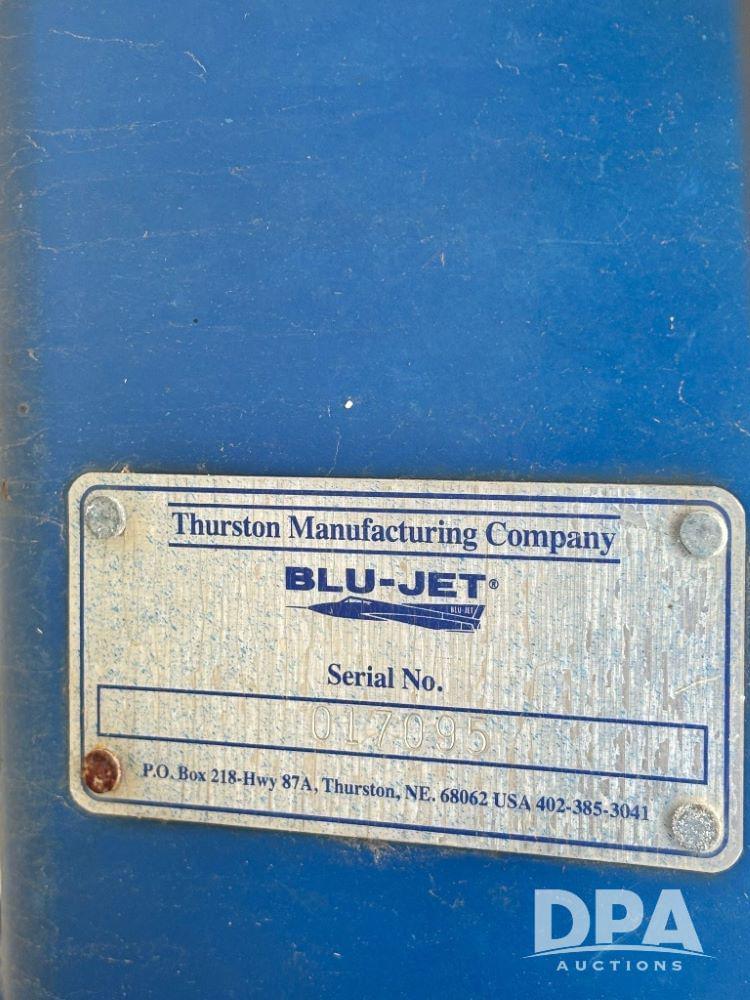 Thurston Manufacturing Company
BLU-JET®
BLU-JET
Serial No.
017095
P.O. Box 218-Hwy 87A, Thurston, NE. 68062 USA 402-385-3041
DPA
AUCTIONS